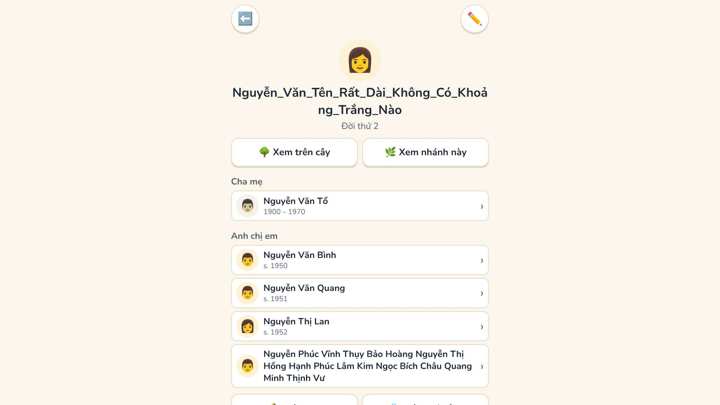 Nguyễn_Văn_Tên_Rất_Dài_Không_Có_Khoả
ng_Trắng_Nào
Đời thứ 2
Xem trên cây
Xem nhánh này
Cha mẹ
Nguyễn Văn Tổ
1900 – 1970
Anh chị em
Nguyễn Văn Bình
s. 1950
Nguyễn Văn Quang
s. 1951
Nguyễn Thị Lan
s. 1952
Nguyễn Phúc Vĩnh Thụy Bảo Hoàng Nguyễn Thị
Hồng Hạnh Phúc Lâm Kim Ngọc Bích Châu Quang
Minh Thịnh Vư